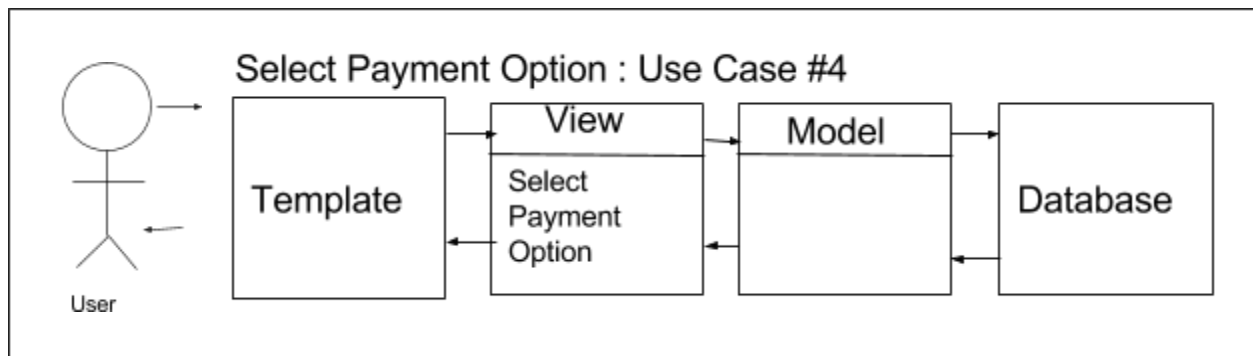 Select Payment Option : Use Case #4
View
Model
Template
Select
Payment
Option
Database
User